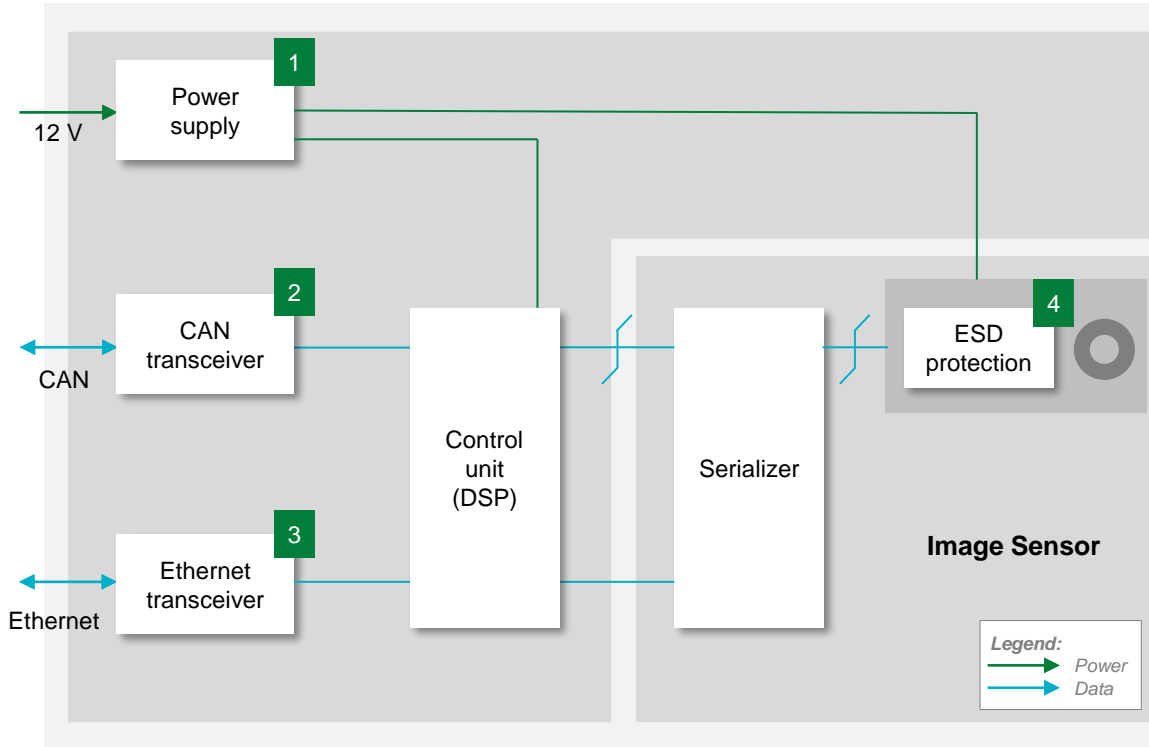 1
Power
supply
12 V
2
CAN
transceiver
CAN
3
Ethernet
transceiver
Ethernet
Control
unit
(DSP)
Serializer
4
ESD
protection
Image Sensor
Legend:
Power
Data